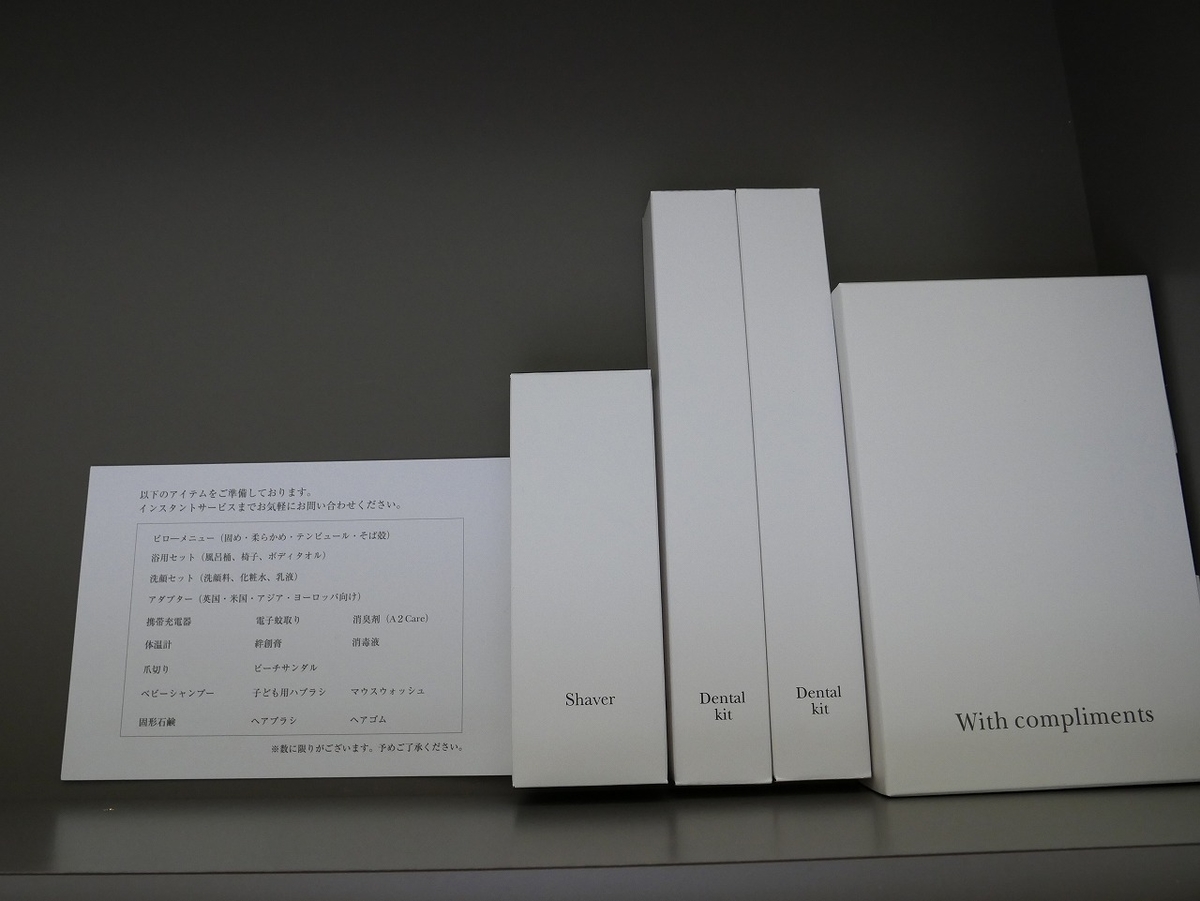 以下のアイテムをご準備しております。
インスタントサービスまでお気軽にお問い合わせください。
ピローメニュー（固め・柔らかめ・テンピュール・そば殻）
浴用セット（風呂桶、椅子、ボディタオル）
洗顔セット（洗顔料、化粧水、乳液）
アダプター（英国・米国・アジア・ヨーロッパ向け）
携帯充電器 電子蚊取り 消臭剤（A2Care）
体温計 絆創膏 消毒液
爪切り ビーチサンダル
ベビーシャンプー 子ども用ハブラシ マウスウォッシュ
固形石鹸 ヘアブラシ ヘアゴム
※数に限りがございます。予めご了承ください。
Shaver
Dental
kit
Dental
kit
With compliments